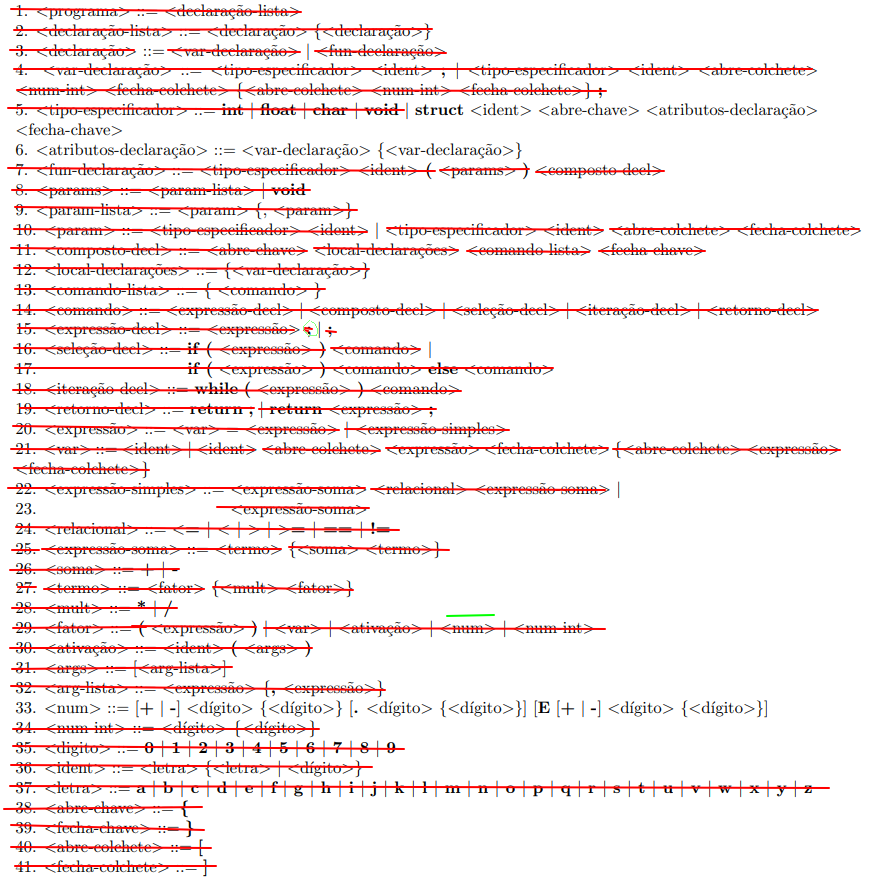 1. <programa> ::= <declaração-lista>
2. <declaração-lista> ::= <declaração> {<declaração>}
3. <declaração> ::= <var-declaração> | <fun-declaração>
4. <var-declaração> ::= <tipo-especificador> <ident> ; | <tipo-especificador> <ident> <abre-colchete>
<num-int> <fecha-colchete> {<abre-colchete> <num-int> <fecha-colchete>} ;
5. <tipo-especificador> ::= int | float | char | void | struct <ident> <abre-chave> <atributos-declaração>
<fecha-chave>
6. <atributos-declaração> ::= <var-declaração> {<var-declaração>}
7. <fun-declaração> ::= <tipo-especificador> <ident> ( <params> ) <composto-decl>
8. <params> ::= <param-lista> | void
9. <param-lista> ::= <param> {, <param>}
10. <param> ::= <tipo-especificador> <ident> | <tipo-especificador> <ident> <abre-colchete> <fecha-colchete>
11. <composto-decl> ::= <abre-chave> <local-declarações> <comando-lista> <fecha-chave>
12. <local-declarações> ::= {<var-declaração>}
13. <comando-lista> ::= { <comando> }
14. <comando> ::= <expressão-decl> | <composto-decl> | <seleção-decl> | <iteração-decl> | <retorno-decl>
15. <expressão-decl> ::= <expressão> ; | ;
16. <seleção-decl> ::= if ( <expressão> ) <comando> |
17. if ( <expressão> ) <comando> else <comando>
18. <iteração-decl> ::= while ( <expressão> ) <comando>
19. <retorno-decl> ::= return ; | return <expressão> ;
20. <expressão> ::= <var> = <expressão> | <expressão-simples>
21. <var> ::= <ident> | <ident> <abre-colchete> <expressão> <fecha-colchete> {<abre-colchete> <expressão>
<fecha-colchete>}
22. <expressão-simples> ::= <expressão-soma> <relacional> <expressão-soma> |
23. <expressão-soma>
24. <relacional> ::= <= | < | > | >= | == | !=
25. <expressão-soma> ::= <termo> {<soma> <termo>}
26. <soma> ::= + | -
27. <termo> ::= <fator> {<mult> <fator>}
28. <mult> ::= * | /
29. <fator> ::= ( <expressão> ) | <var> | <ativação> | <num> | <num-int>
30. <ativação> ::= <ident> ( <args> )
31. <args> ::= [<arg-lista>]
32. <arg-lista> ::= <expressão> {, <expressão>}
33. <num> ::= [+ | -] <dígito> {<dígito>} [. <dígito> {<dígito>}] [E [+ | -] <dígito> {<dígito>}]
34. <num-int> ::= <dígito> {<dígito>}
35. <dígito> ::= 0 | 1 | 2 | 3 | 4 | 5 | 6 | 7 | 8 | 9
36. <ident> ::= <letra> {<letra> | <dígito>}
37. <letra> ::= a | b | c | d | e | f | g | h | i | j | k | l | m | n | o | p | q | r | s | t | u | v | w | x | y | z
38. <abre-chave> ::= {
39. <fecha-chave> ::= }
40. <abre-colchete> ::= [
41. <fecha-colchete> ::= ]